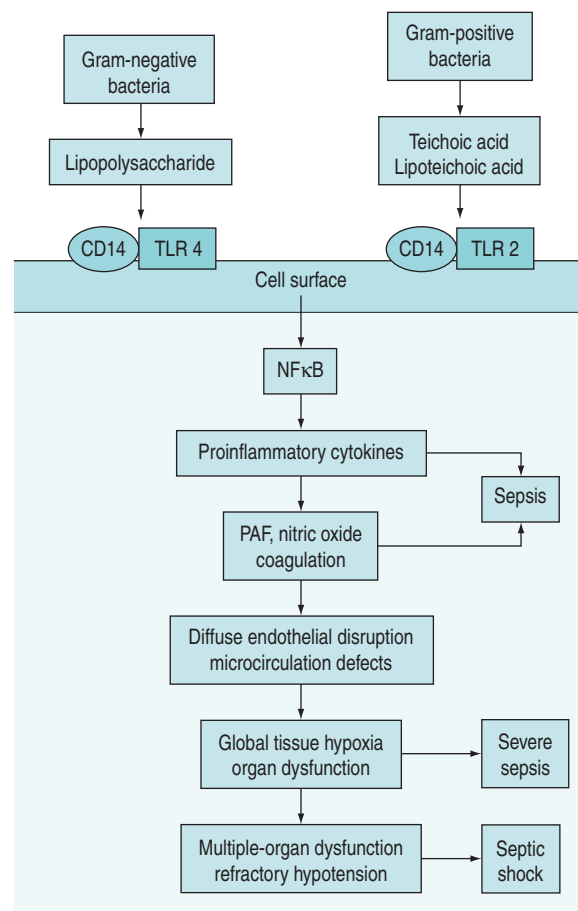 Gram-negative
bacteria
Gram-positive
bacteria
Lipopolysaccharide
Teichoic acid
Lipoteichoic acid
CD14
TLR 4
CD14
TLR 2
Cell surface
NFκB
Proinflammatory cytokines
Sepsis
PAF, nitric oxide
coagulation
Diffuse endothelial disruption
microcirculation defects
Global tissue hypoxia
organ dysfunction
Severe
sepsis
Multiple-organ dysfunction
refractory hypotension
Septic
shock